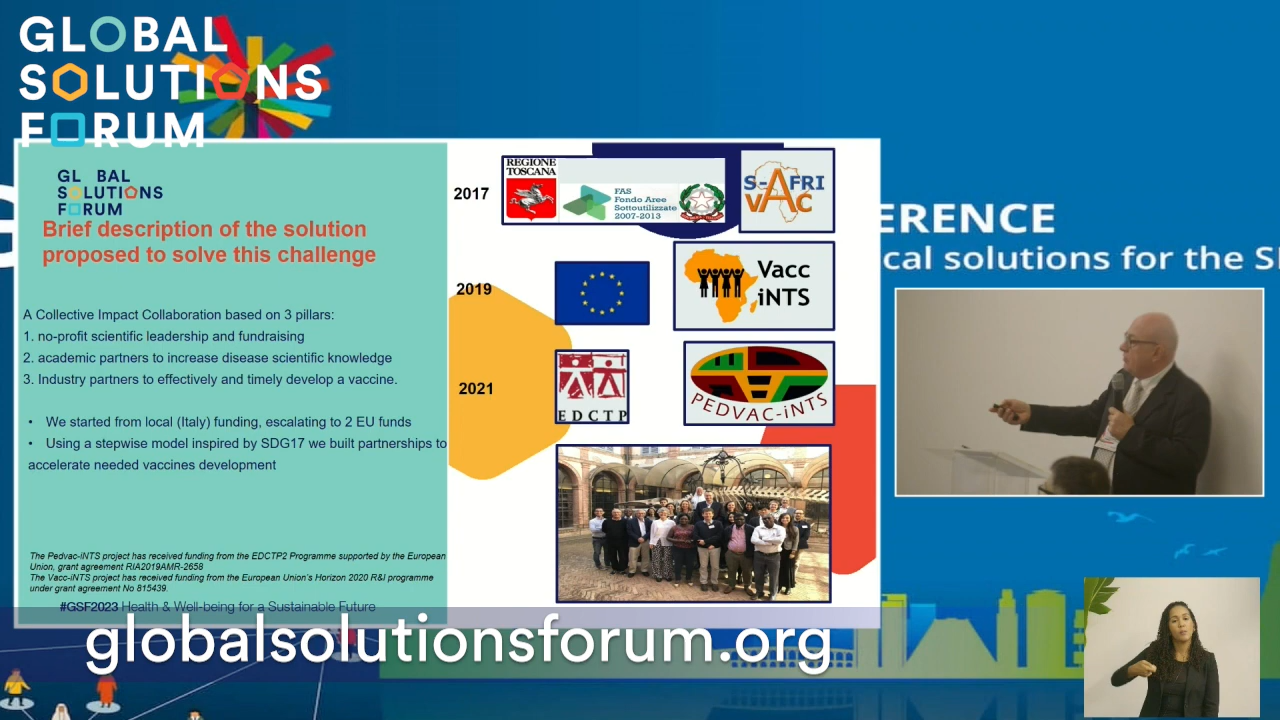 GLOBAL
SOLUTIONS
FORUM
GL BAL
SOLUTIONS
FORUM
Brief description of the solution
proposed to solve this challenge
A Collective Impact Collaboration based on 3 pillars:
1. no-profit scientific leadership and fundraising
2. academic partners to increase disease scientific knowledge
3. Industry partners to effectively and timely develop a vaccine.
• We started from local (Italy) funding, escalating to 2 EU funds
• Using a stepwise model inspired by SDG17 we built partnerships to
accelerate needed vaccines development
The Pedvac-iNTS project has received funding from the EDCTP2 Programme supported by the European
Union, grant agreement RIA2019AMR-2658
The Vacc-iNTS project has received funding from the European Union's Horizon 2020 R&I programme
under grant agreement No 815439.
#GSF2023 Health & Well-being for a Sustainable Future
2017
REGIONE
TOSCANA
FAS
Fondo Aree
Sottoutilizzate
2007-2013
S-AFRI
VAC
2019
Vacc
iNTS
2021
EDCTP
PEDVAC-iNTS
ERENCE
cal solutions for the S
globalsolutionsforum.org